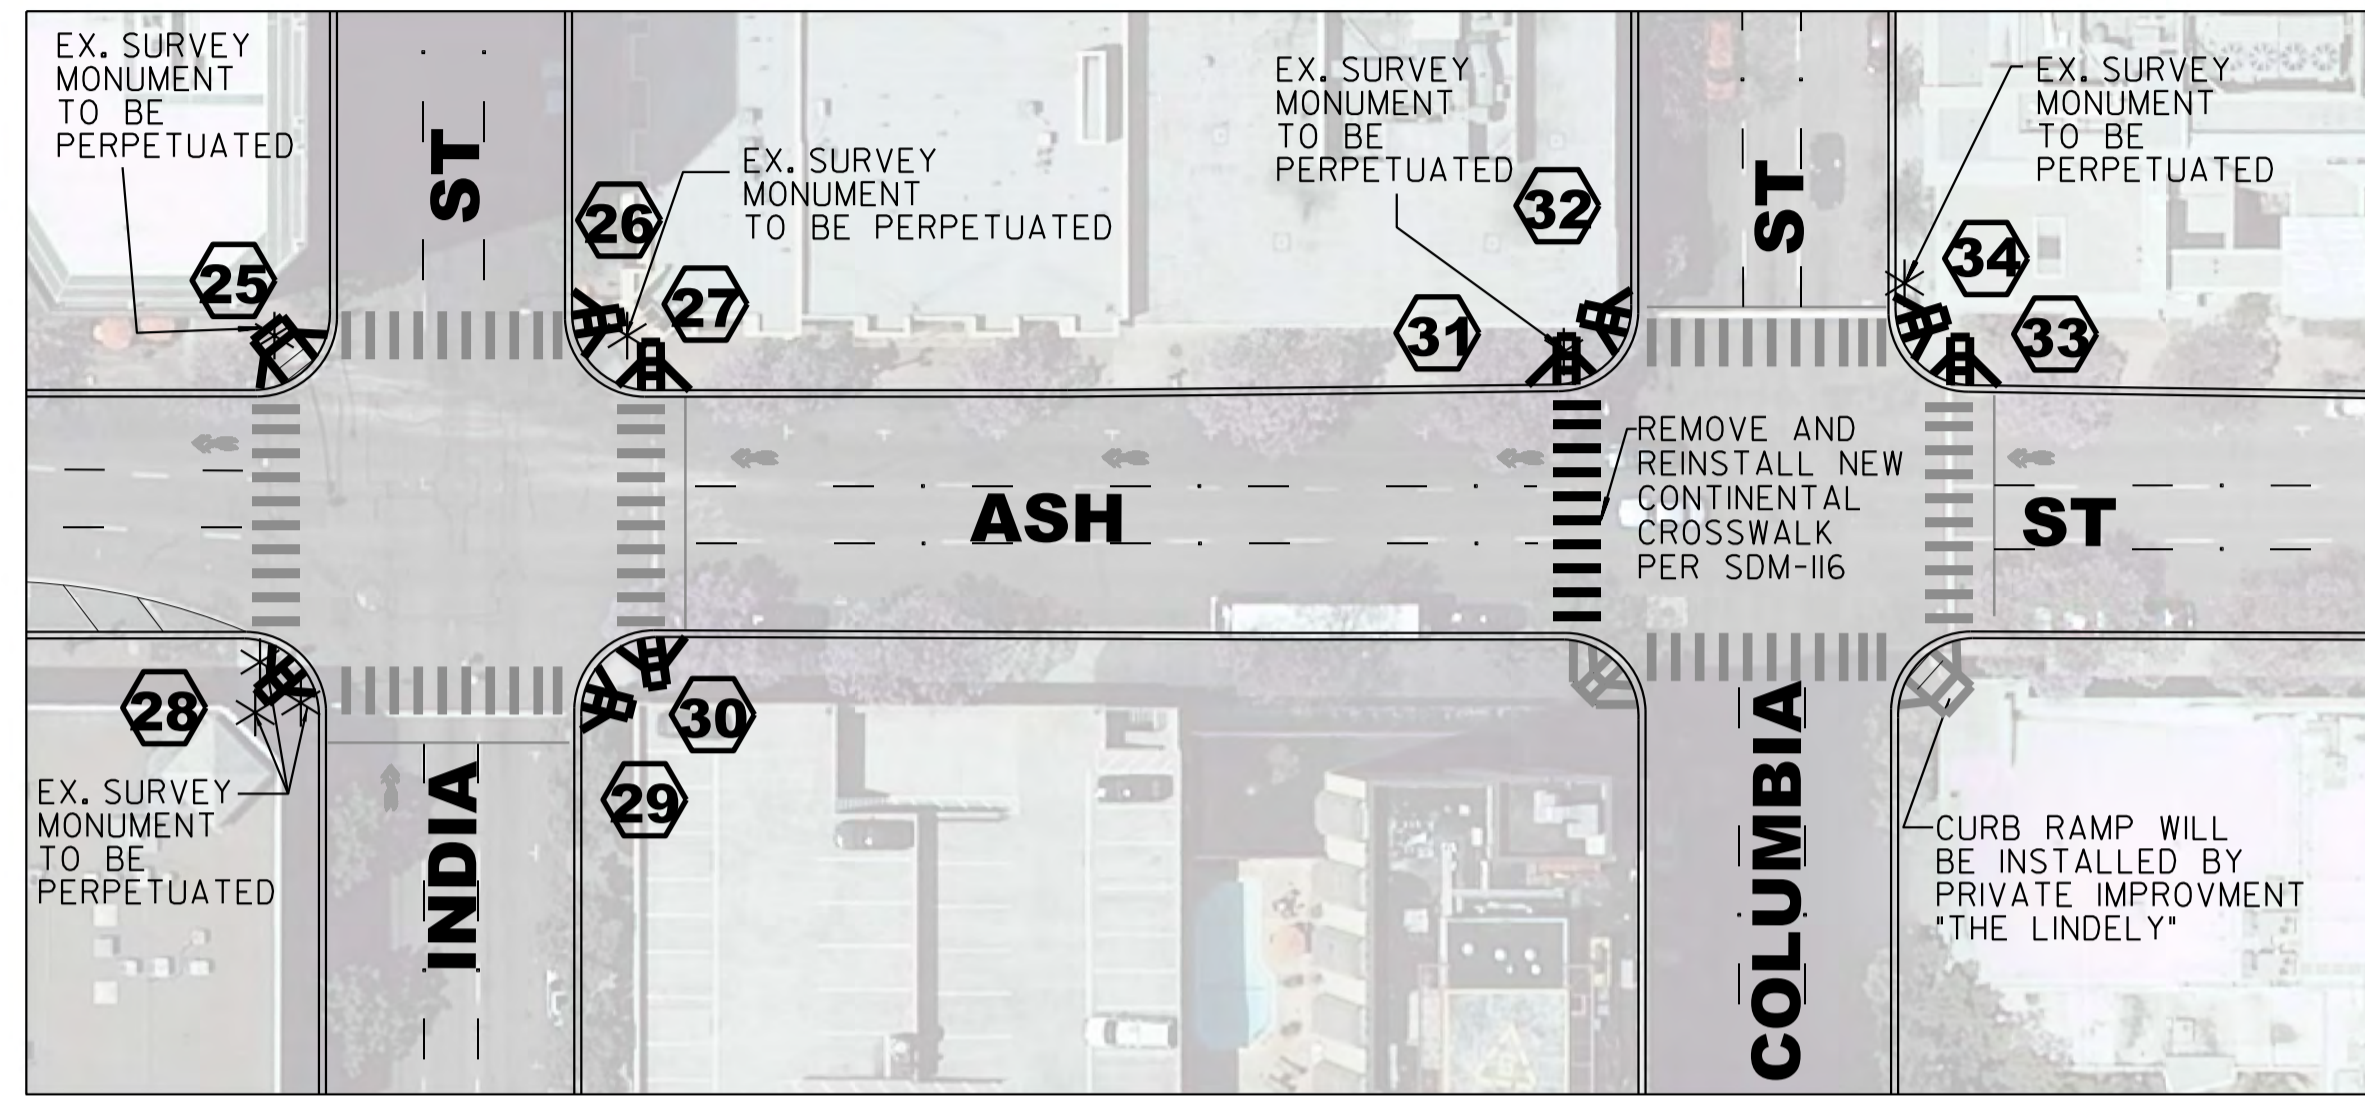 EX. SURVEY
MONUMENT
TO BE
PERPETUATED
ST
EX. SURVEY
MONUMENT
TO BE PERPETUATED
EX. SURVEY
MONUMENT
TO BE
PERPETUATED
ST
EX. SURVEY
MONUMENT
TO BE
PERPETUATED
25
26
27
31
32
34
33
ASH
REMOVE AND
REINSTALL NEW
CONTINENTAL
CROSSWALK
PER SDM-116
ST
28
30
29
EX. SURVEY
MONUMENT
TO BE
PERPETUATED
INDIA
COLUMBIA
CURB RAMP WILL
BE INSTALLED BY
PRIVATE IMPROVMENT
"THE LINDELY"